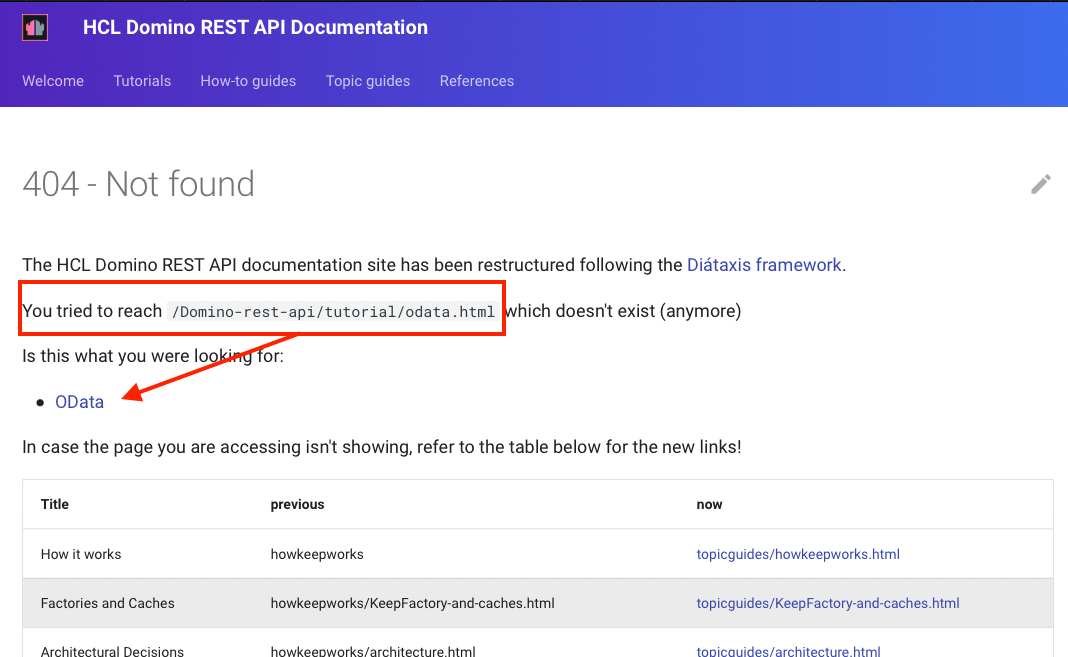 HCL Domino REST API Documentation
Welcome Tutorials How-to guides Topic guides References
404 - Not found
The HCL Domino REST API documentation site has been restructured following the Diátaxis framework.
You tried to reach /Domino-rest-api/tutorial/odata.html which doesn't exist (anymore)
Is this what you were looking for:
• OData
In case the page you are accessing isn't showing, refer to the table below for the new links!
Title previous now
How it works howkeepworks topicguides/howkeepworks.html
Factories and Caches howkeepworks/KeepFactory-and-caches.html topicguides/KeepFactory-and-caches.html
Architectural Decisions howkeepworks/architecture.html topicguides/architecture.html